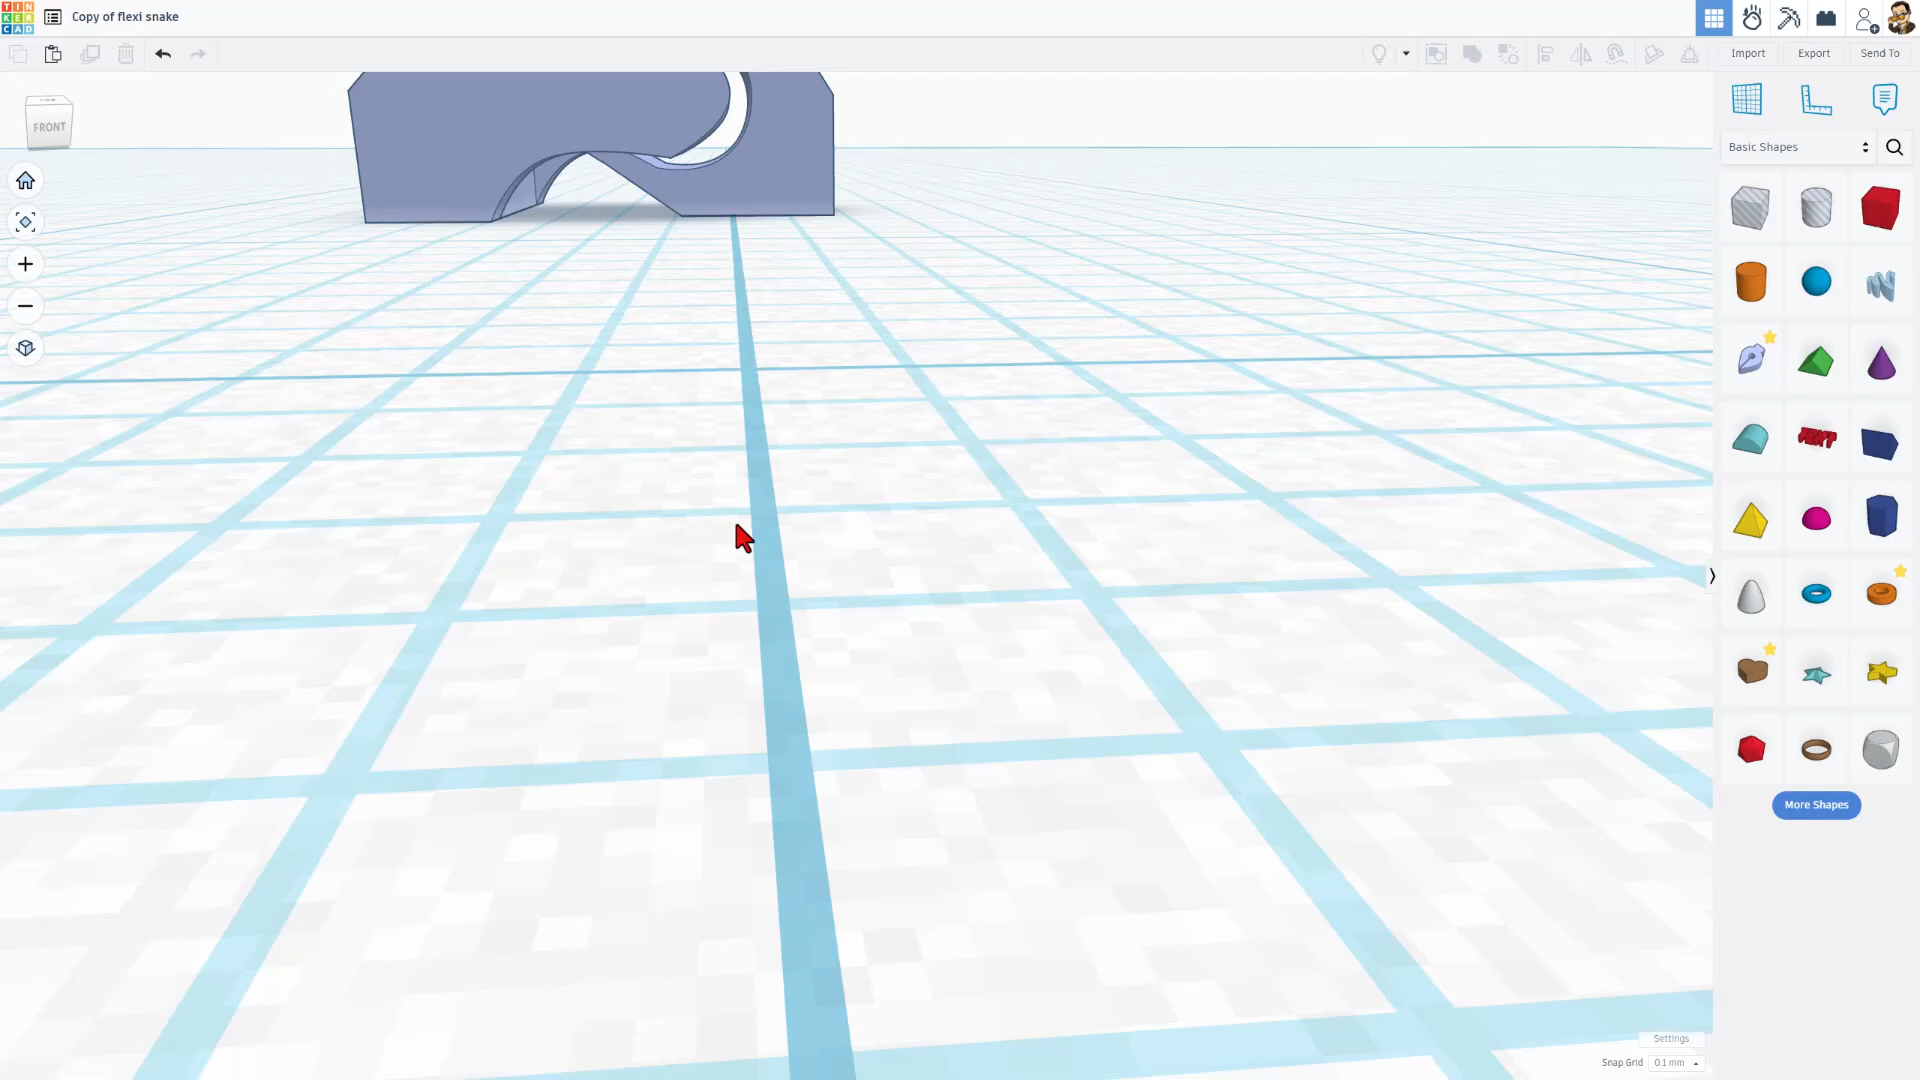 TIN
KER
CAD
Copy of flexi snake
Import
Export
Send To
FRONT
Basic Shapes
More Shapes
Settings
Snap Grid
0.1 mm